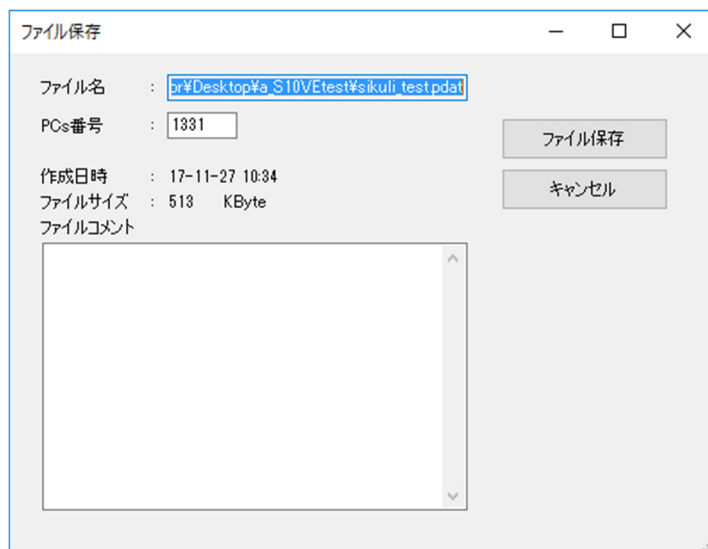 ファイル保存
ファイル名 : or¥Desktop¥a_S10VEtest¥sikuli_test.pdat
PCs番号 : 1331
ファイル保存
作成日時 : 17-11-27 10:34
キャンセル
ファイルサイズ : 513 KByte
ファイルコメント